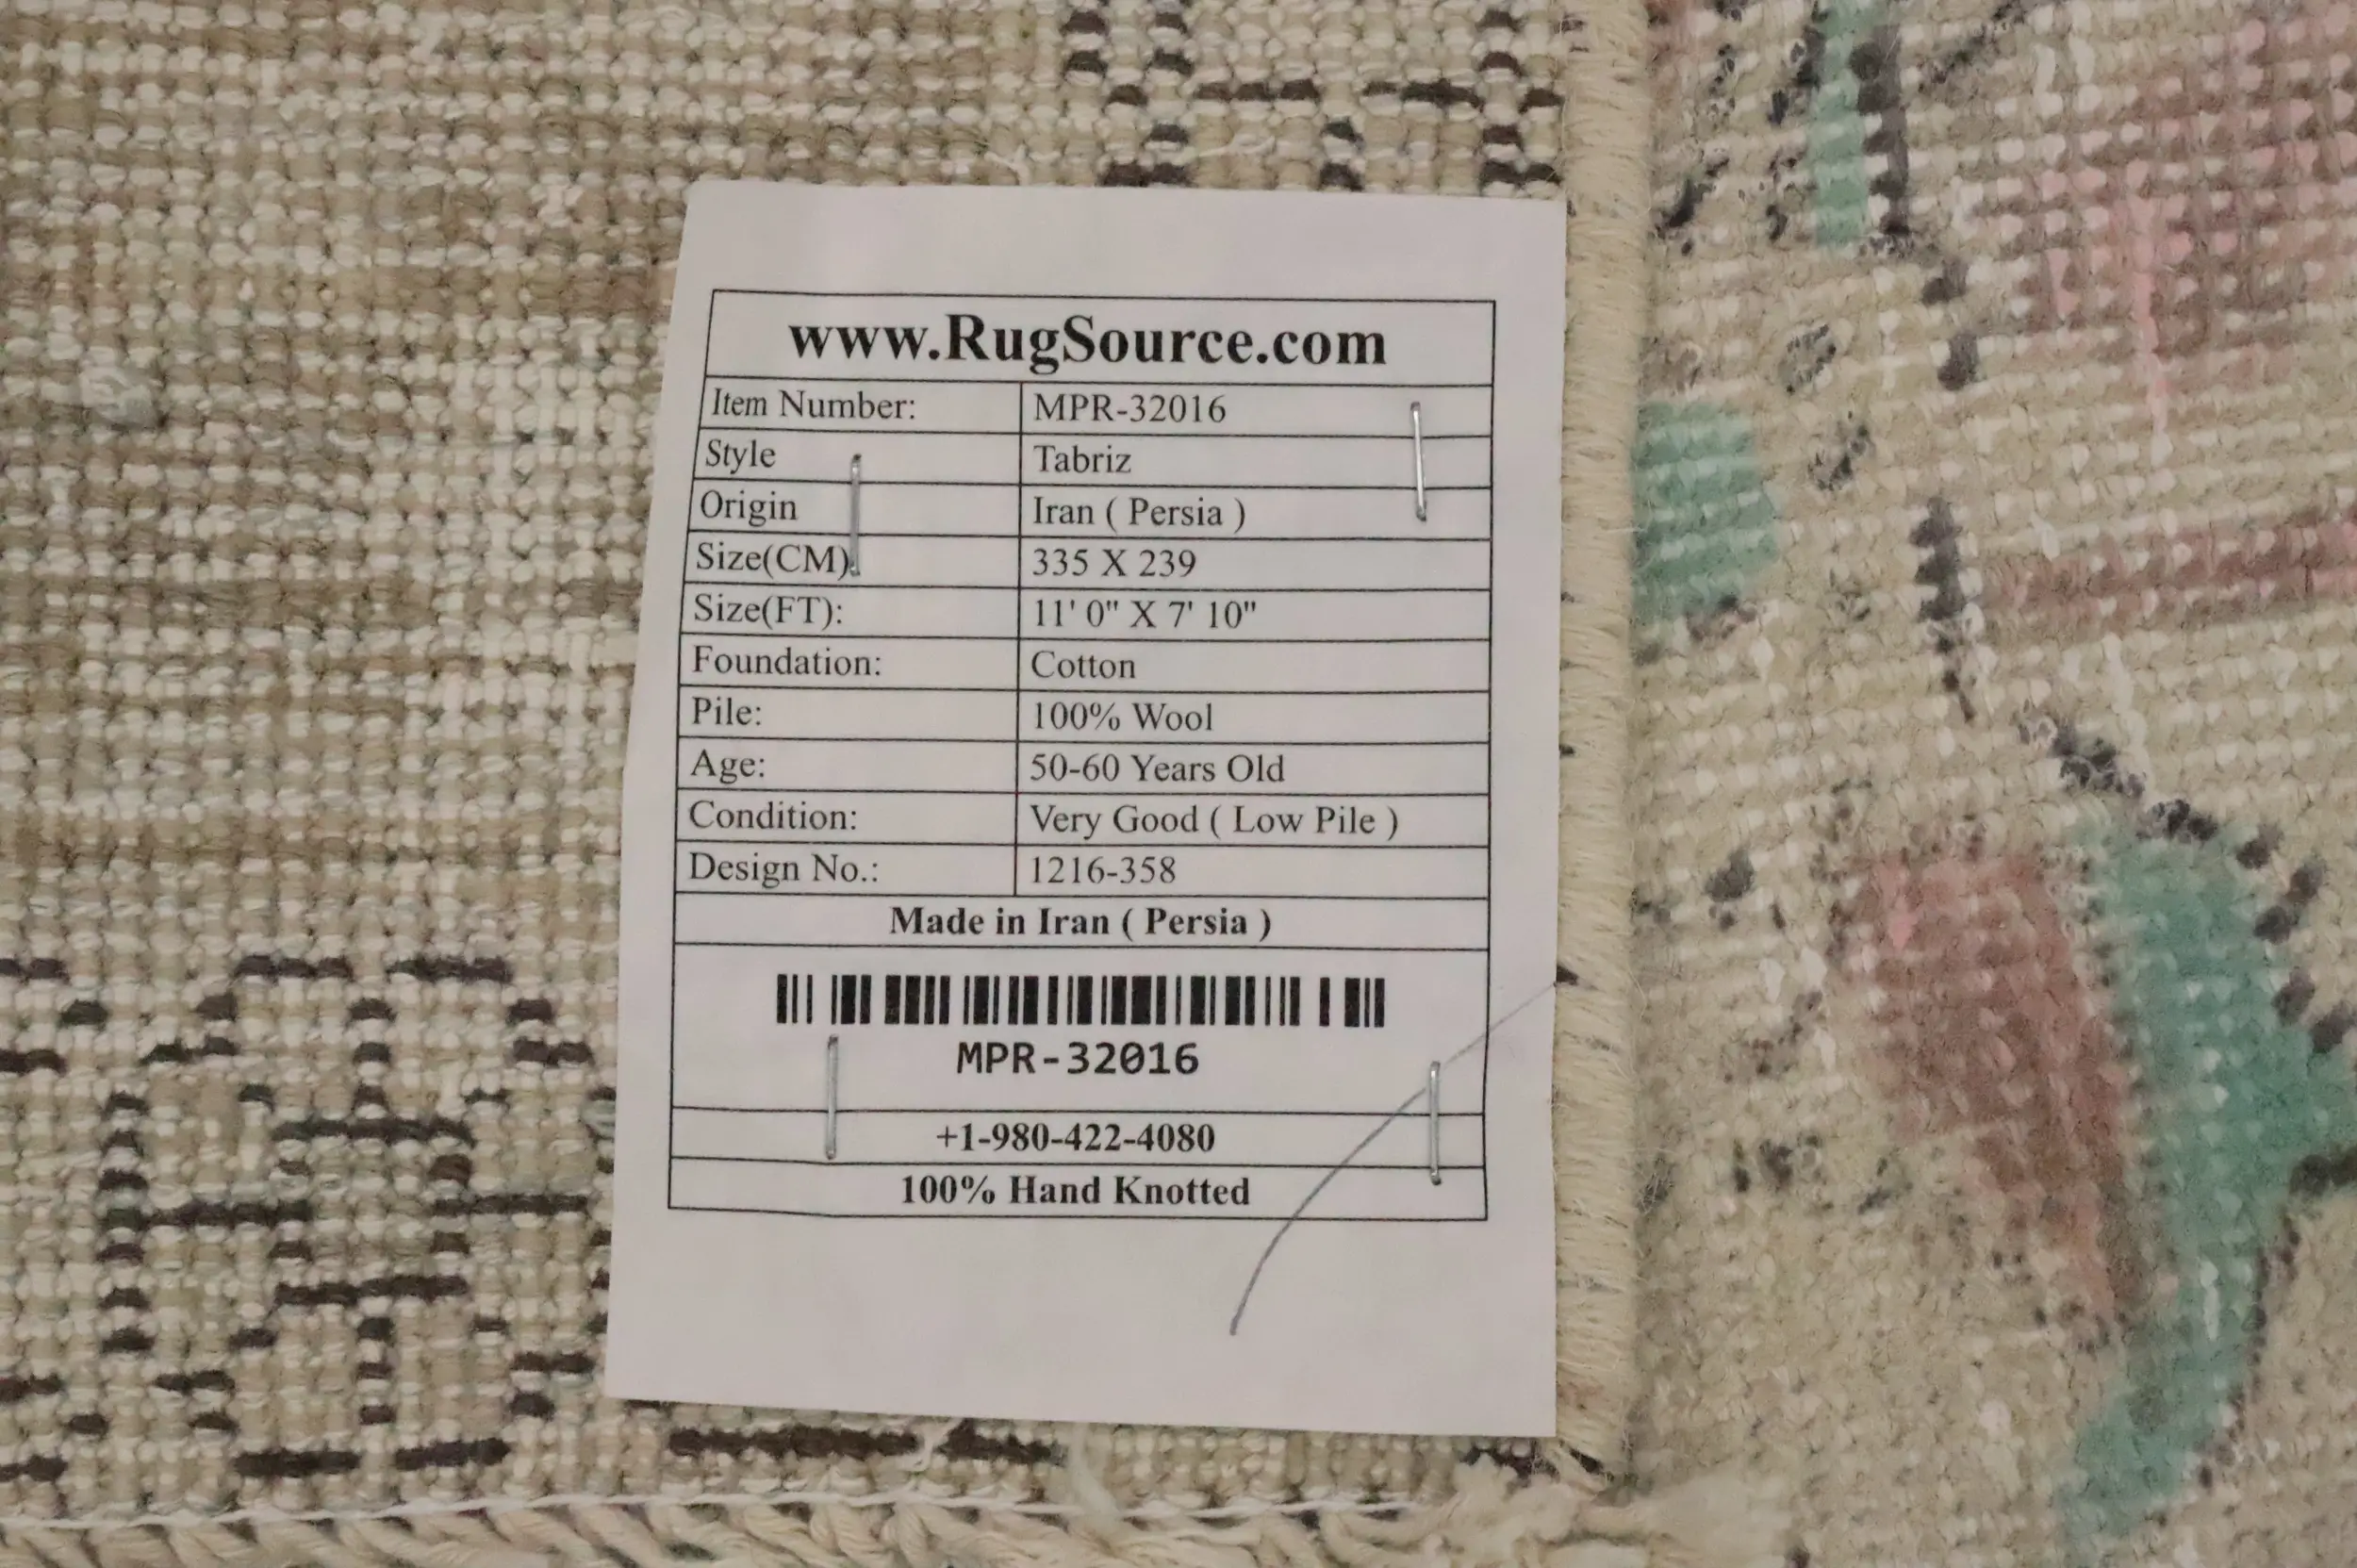 www.RugSource.com
Item Number: MPR-32016
Style Tabriz
Origin Iran ( Persia )
Size(CM) 335 X 239
Size(FT): 11' 0" X 7' 10"
Foundation: Cotton
Pile: 100% Wool
Age: 50-60 Years Old
Condition: Very Good ( Low Pile )
Design No.: 1216-358
Made in Iran ( Persia )
MPR-32016
+1-980-422-4080
100% Hand Knotted